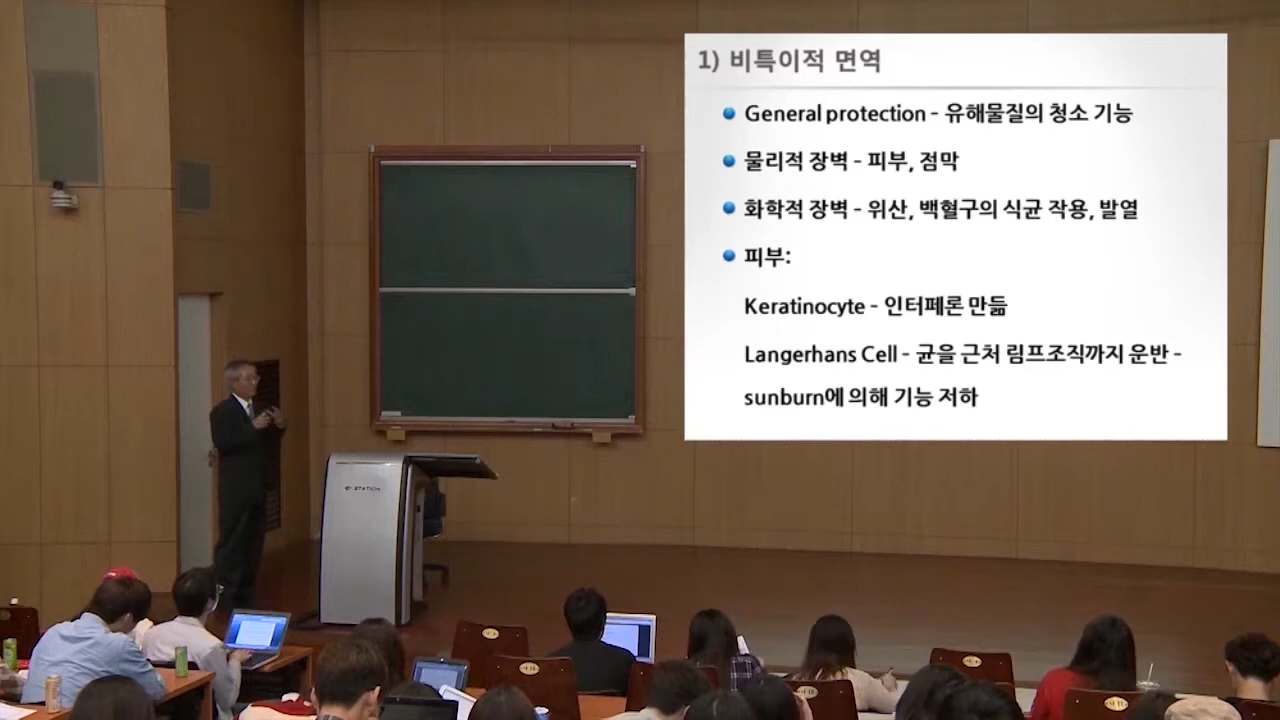 1) 비특이적 면역
General protection - 유해물질의 청소 기능
물리적 장벽 - 피부, 점막
화학적 장벽 - 위산, 백혈구의 식균 작용, 발열
피부:
Keratinocyte - 인터페론 만듦
Langerhans Cell - 균을 근처 림프조직까지 운반 -
sunburn에 의해 기능 저하
STATION